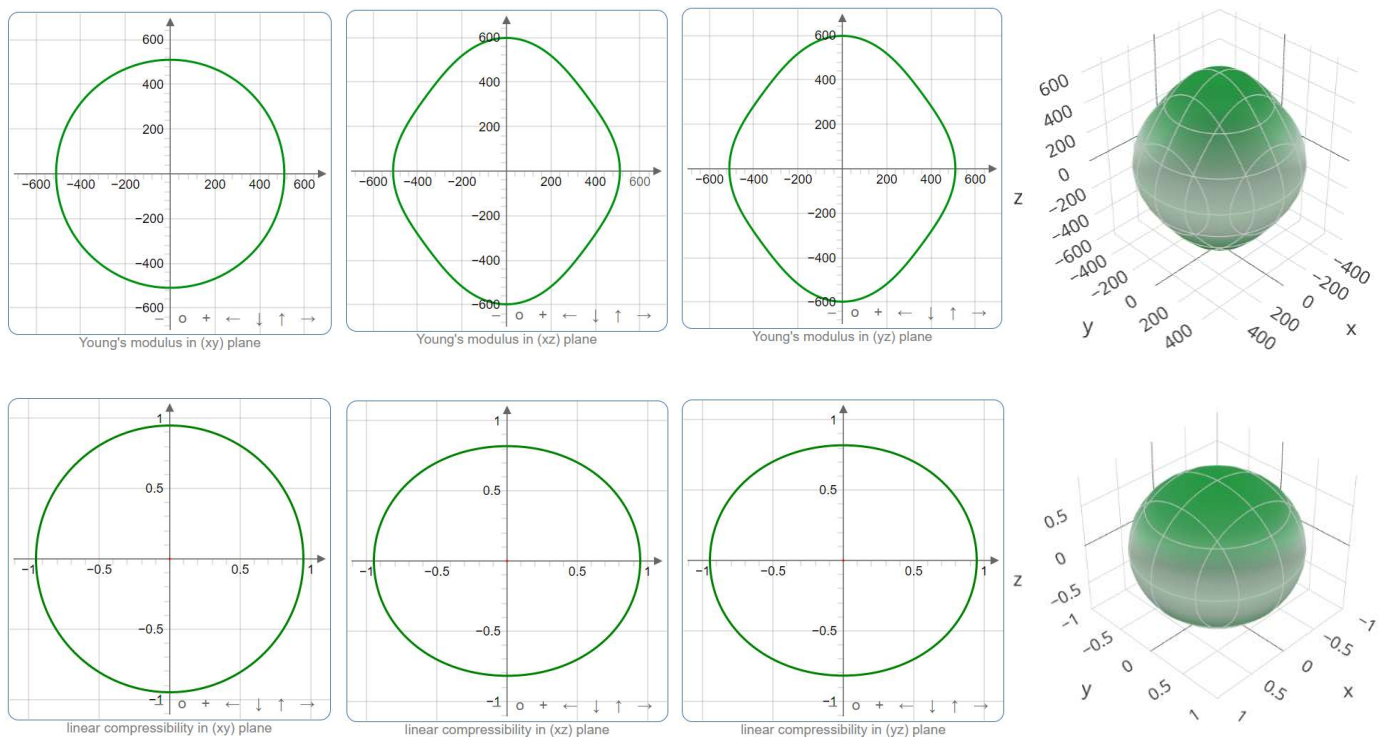 600
400
200
−600 −400 −200 200 400 600
−200
−400
−600
− o + ← ↓ ↑ →
Young's modulus in (xy) plane
600
400
200
−600 −400 −200 200 400 600
−200
−400
−600
− o + ← ↓ ↑ →
Young's modulus in (xz) plane
600
400
200
−600 −400 −200 200 400 600
−200
−400
−600
− o + ← ↓ ↑ →
Young's modulus in (yz) plane
600
400
200
0
−200
−400
−600
z
−400
−200
0
200
400
y
−400
−200
0
200
400
x
1
0.5
−1 −0.5 0.5 1
−0.5
−1
− o + ← ↓ ↑ →
linear compressibility in (xy) plane
1
0.5
−1 −0.5 0.5 1
−0.5
−1
− o + ← ↓ ↑ →
linear compressibility in (xz) plane
1
0.5
−1 −0.5 0.5 1
−0.5
−1
− o + ← ↓ ↑ →
linear compressibility in (yz) plane
0.5
0
−0.5
z
−1
−0.5
0
0.5
1
y
−1
−0.5
0
0.5
1
x